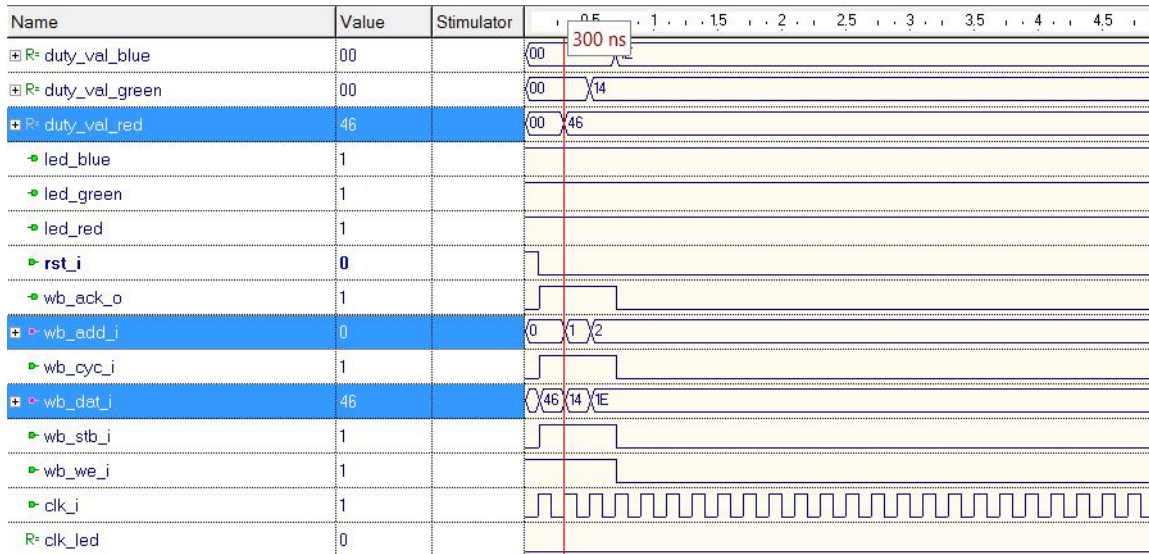 Name Value Stimulator 0.5 1 1.5 2 2.5 3 3.5 4 4.5
300 ns
duty_val_blue 00 00 1E
duty_val_green 00 00 14
duty_val_red 46 00 46
led_blue 1
led_green 1
led_red 1
rst_i 0
wb_ack_o 1
wb_add_i 0 0 1 2
wb_cyc_i 1
wb_dat_i 46 46 14 1E
wb_stb_i 1
wb_we_i 1
clk_i 1
clk_led 0